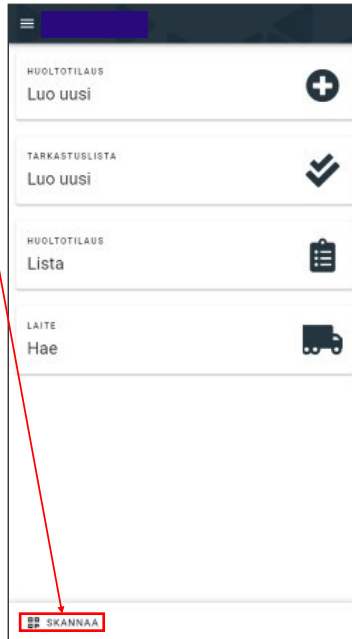 HUOLTOTILAUS
Luo uusi
TARKASTUSLISTA
Luo uusi
HUOLTOTILAUS
Lista
LAITE
Hae
SKANNAA